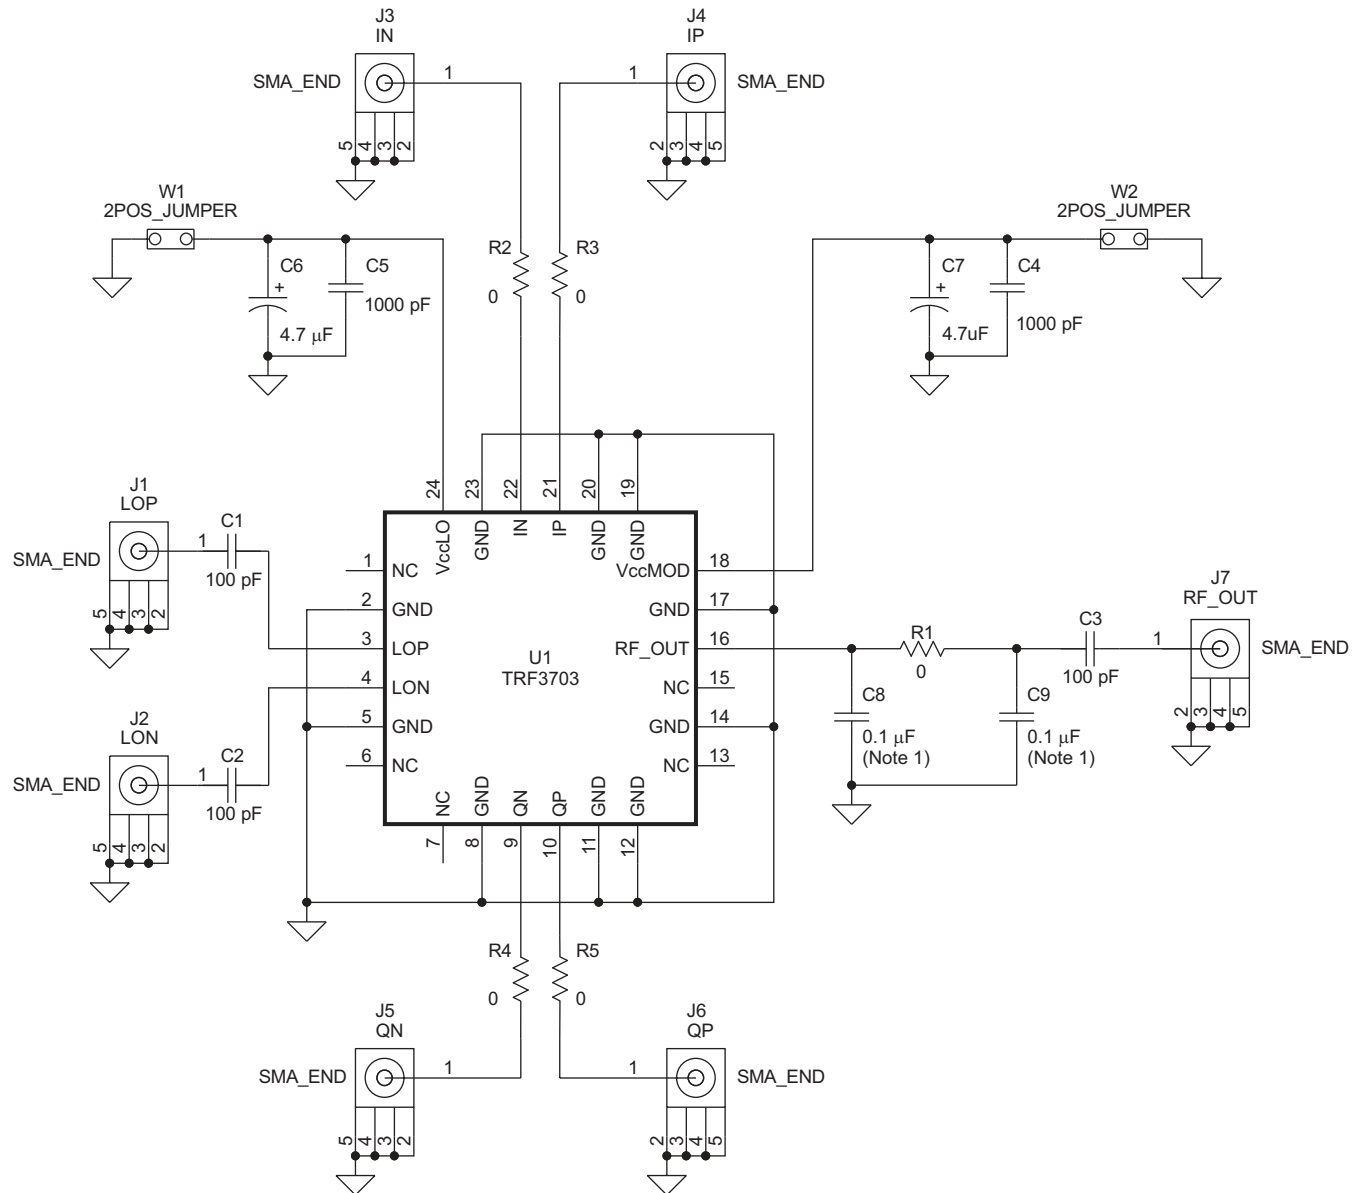 J3
IN
SMA_END
1
5
4
3
2
J4
IP
1
SMA_END
2
3
4
5
W1
2POS_JUMPER
C6
+
4.7 μF
C5
1000 pF
R2
0
R3
0
W2
2POS_JUMPER
C7
+
4.7uF
C4
1000 pF
J1
LOP
SMA_END
1
5
4
3
2
C1
100 pF
J2
LON
SMA_END
1
5
4
3
2
C2
100 pF
24
23
22
21
20
19
VccLO
GND
IN
IP
GND
GND
1 NC
2 GND
3 LOP
4 LON
5 GND
6 NC
U1
TRF3703
VccMOD 18
GND 17
RF_OUT 16
NC 15
GND 14
NC 13
NC
GND
QN
QP
GND
GND
7
8
9
10
11
12
R1
0
C8
0.1 μF
(Note 1)
C9
0.1 μF
(Note 1)
C3
100 pF
J7
RF_OUT
1
SMA_END
2
3
4
5
R4
0
R5
0
J5
QN
SMA_END
1
5
4
3
2
J6
QP
1
SMA_END
2
3
4
5